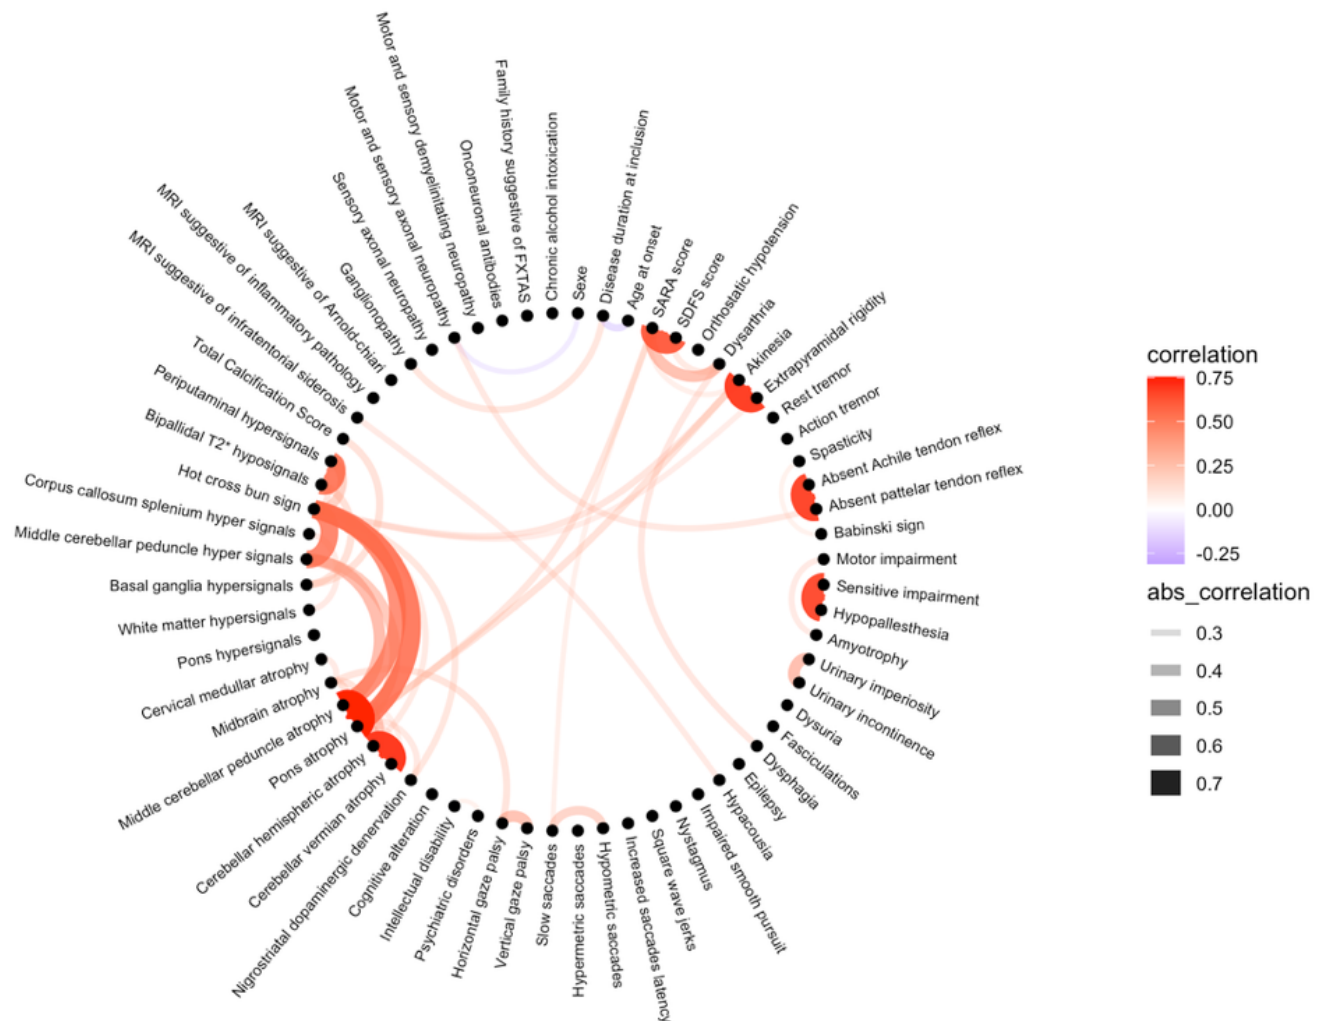 Motor and sensory demyelinitating neuropathy
Motor and sensory axonal neuropathy
Sensory axonal neuropathy
Onconeuronal antibodies
Family history suggestive of FXTAS
Chronic alcohol intoxication
Sexe
Disease duration at inclusion
Age at onset
SARA score
SDFS score
Orthostatic hypotension
Dysarthria
Akinesia
Extrapyramidal rigidity
Rest tremor
Action tremor
Spasticity
Absent Achile tendon reflex
Absent pattelar tendon reflex
Babinski sign
Motor impairment
Sensitive impairment
Hypopallesthesia
Amyotrophy
Urinary imperiosity
Urinary incontinence
Dysuria
Fasciculations
Dysphagia
Epilepsy
Hypacousia
Impaired smooth pursuit
Nystagmus
Square wave jerks
Increased saccades latency
Hypometric saccades
Hypermetric saccades
Slow saccades
Vertical gaze palsy
Horizontal gaze palsy
Psychiatric disorders
Intellectual disability
Cognitive alteration
Nigrostriatal dopaminergic denervation
Cerebellar vermian atrophy
Cerebellar hemispheric atrophy
Pons atrophy
Middle cerebellar peduncle atrophy
Midbrain atrophy
Cervical medullar atrophy
Pons hypersignals
White matter hypersignals
Basal ganglia hypersignals
Middle cerebellar peduncle hyper signals
Corpus callosum splenium hyper signals
Hot cross bun sign
Bipallidal T2* hyposignals
Periputaminal hypersignals
Total Calcification Score
MRI suggestive of infratentorial siderosis
MRI suggestive of inflammatory pathology
MRI suggestive of Arnold-chiari
Ganglionopathy
correlation
0.75
0.50
0.25
0.00
-0.25
abs_correlation
0.3
0.4
0.5
0.6
0.7